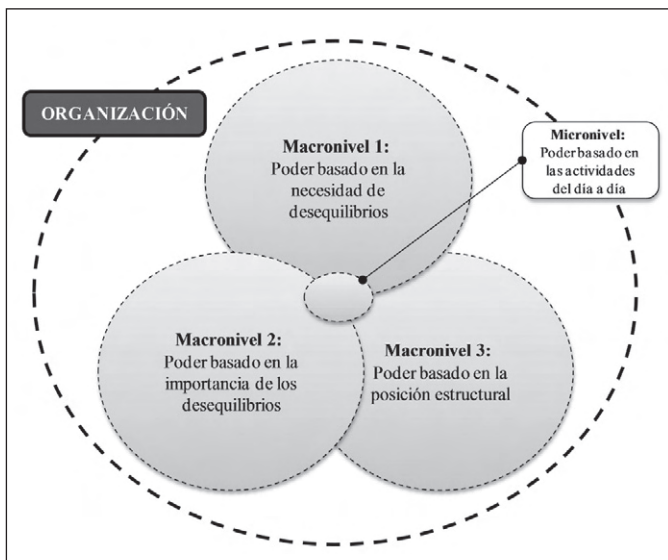 ORGANIZACIÓN
Macronivel 1:
Poder basado en la
necesidad de
desequilibrios
Micronivel:
Poder basado en
las actividades
del día a día
Macronivel 2:
Poder basado en la
importancia de los
desequilibrios
Macronivel 3:
Poder basado en la
posición estructural